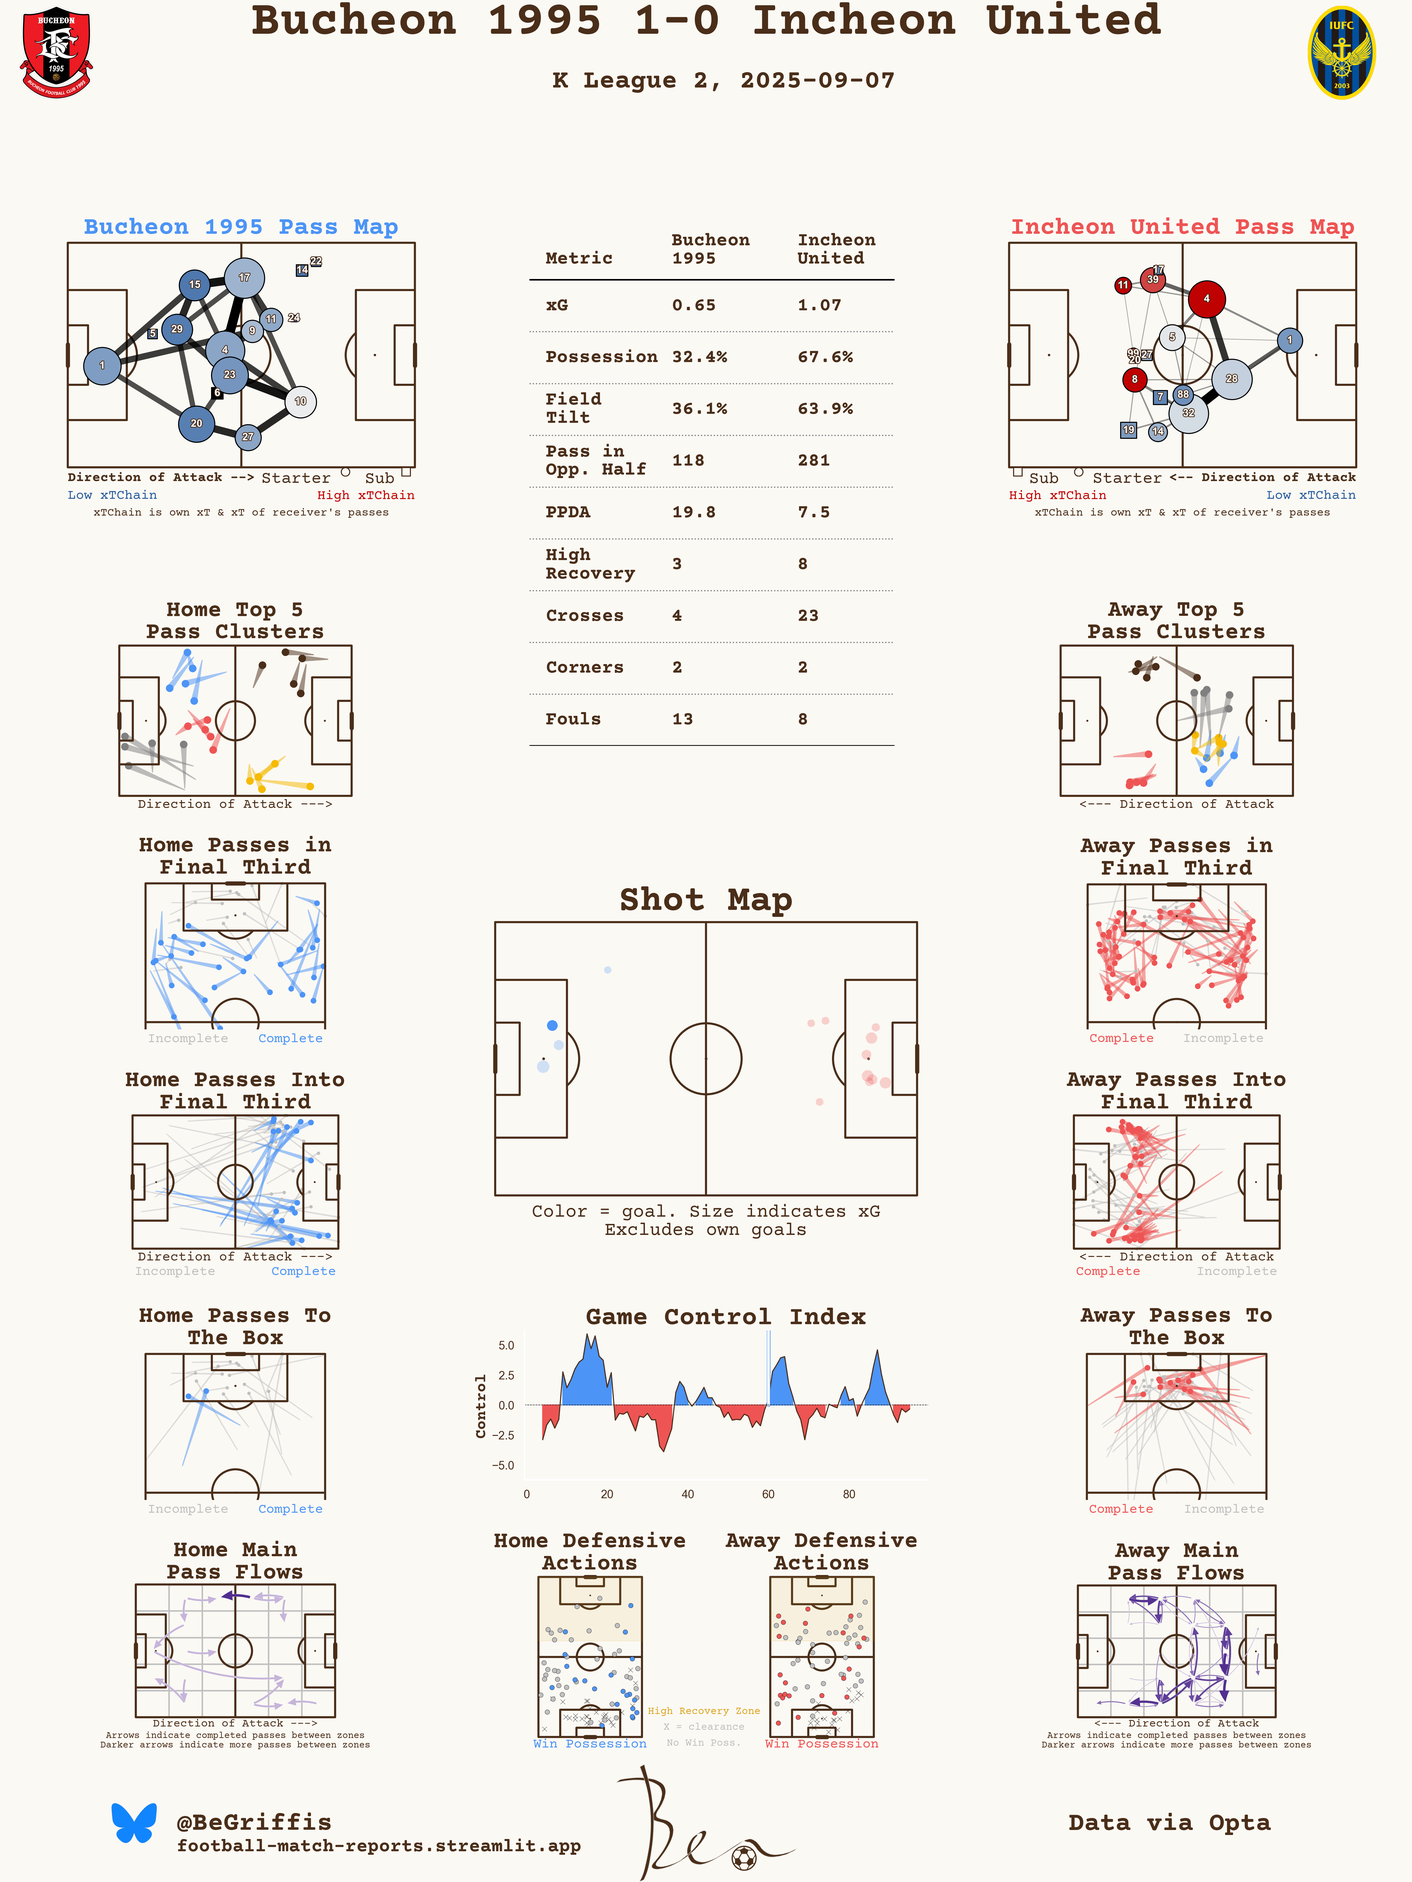 Bucheon 1995 1-0 Incheon United
K League 2, 2025-09-07
BUCHEON
1995
BUCHEON FOOTBALL CLUB 1995
IUFC
2003
Bucheon 1995 Pass Map
15
17
22
14
11
24
5
29
9
4
1
23
6
10
20
27
Direction of Attack --> Starter Sub
Low xTChain High xTChain
xTChain is own xT & xT of receiver's passes
Metric Bucheon 1995 Incheon United
xG 0.65 1.07
Possession 32.4% 67.6%
Field Tilt 36.1% 63.9%
Pass in Opp. Half 118 281
PPDA 19.8 7.5
High Recovery 3 8
Crosses 4 23
Corners 2 2
Fouls 13 8
Incheon United Pass Map
17
11
39
4
5
1
99
27
20
8
28
7
88
32
19
14
Sub Starter <-- Direction of Attack
High xTChain Low xTChain
xTChain is own xT & xT of receiver's passes
Home Top 5
Pass Clusters
Direction of Attack --->
Away Top 5
Pass Clusters
<--- Direction of Attack
Home Passes in
Final Third
Incomplete Complete
Away Passes in
Final Third
Complete Incomplete
Shot Map
Color = goal. Size indicates xG
Excludes own goals
Home Passes Into
Final Third
Direction of Attack --->
Incomplete Complete
Away Passes Into
Final Third
<--- Direction of Attack
Complete Incomplete
Home Passes To
The Box
Incomplete Complete
Game Control Index
Control
5.0
2.5
0.0
−2.5
−5.0
0 20 40 60 80
Away Passes To
The Box
Complete Incomplete
Home Main
Pass Flows
Direction of Attack --->
Arrows indicate completed passes between zones
Darker arrows indicate more passes between zones
Home Defensive
Actions
Win Possession
High Recovery Zone
X = clearance
No Win Poss.
Away Defensive
Actions
Win Possession
Away Main
Pass Flows
<--- Direction of Attack
Arrows indicate completed passes between zones
Darker arrows indicate more passes between zones
@BeGriffis
football-match-reports.streamlit.app
Ben
Data via Opta